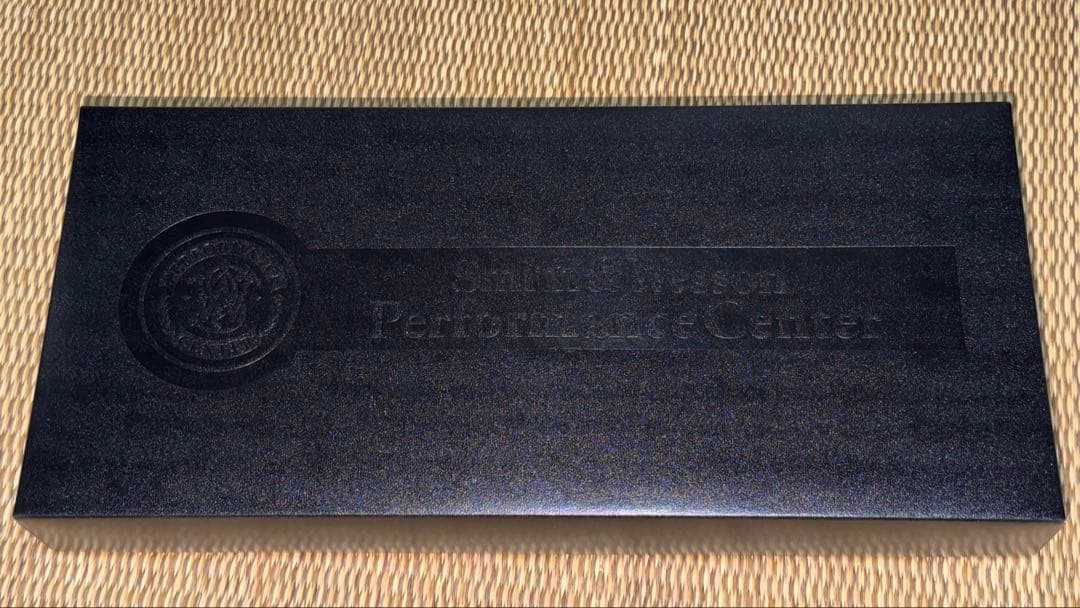 Smith & Wesson
Performance Center